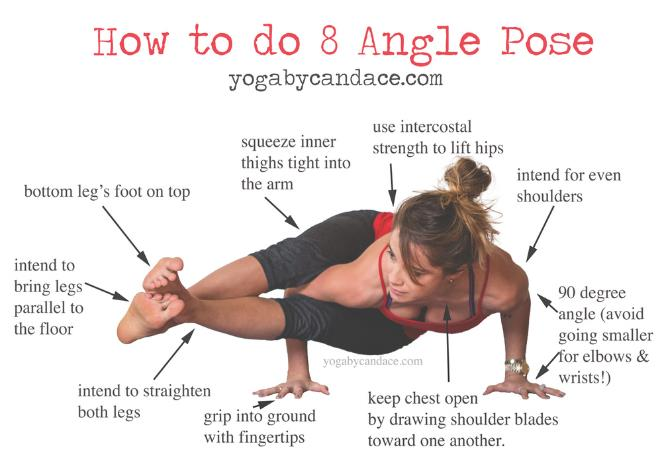 How to do 8 Angle Pose
yogabycandace.com
use intercostal
strength to lift hips
squeeze inner
thighs tight into
the arm
intend for even
shoulders
bottom leg's foot on top
intend to
bring legs
parallel to
the floor
90 degree
angle (avoid
going smaller
for elbows &
wrists!)
yogabycandace.com
intend to straighten
both legs
grip into ground
with fingertips
keep chest open
by drawing shoulder blades
toward one another.